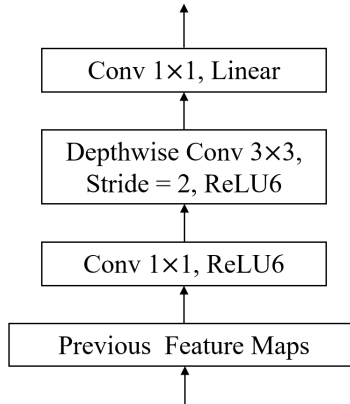 Conv 1×1, Linear
Depthwise Conv 3×3,
Stride = 2, ReLU6
Conv 1×1, ReLU6
Previous Feature Maps